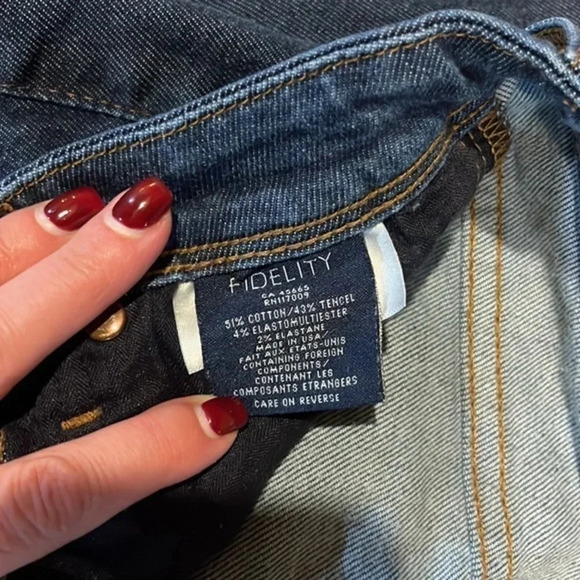 FIDELITY
CA 45665
RN117009
51% COTTON/43% TENCEL
4% ELASTOMULTIESTER
2% ELASTANE
MADE IN USA/
FAIT AUX ETATS-UNIS
CONTAINING FOREIGN
COMPONENTS/
CONTENANT LES
COMPOSANTS ETRANGERS
CARE ON REVERSE